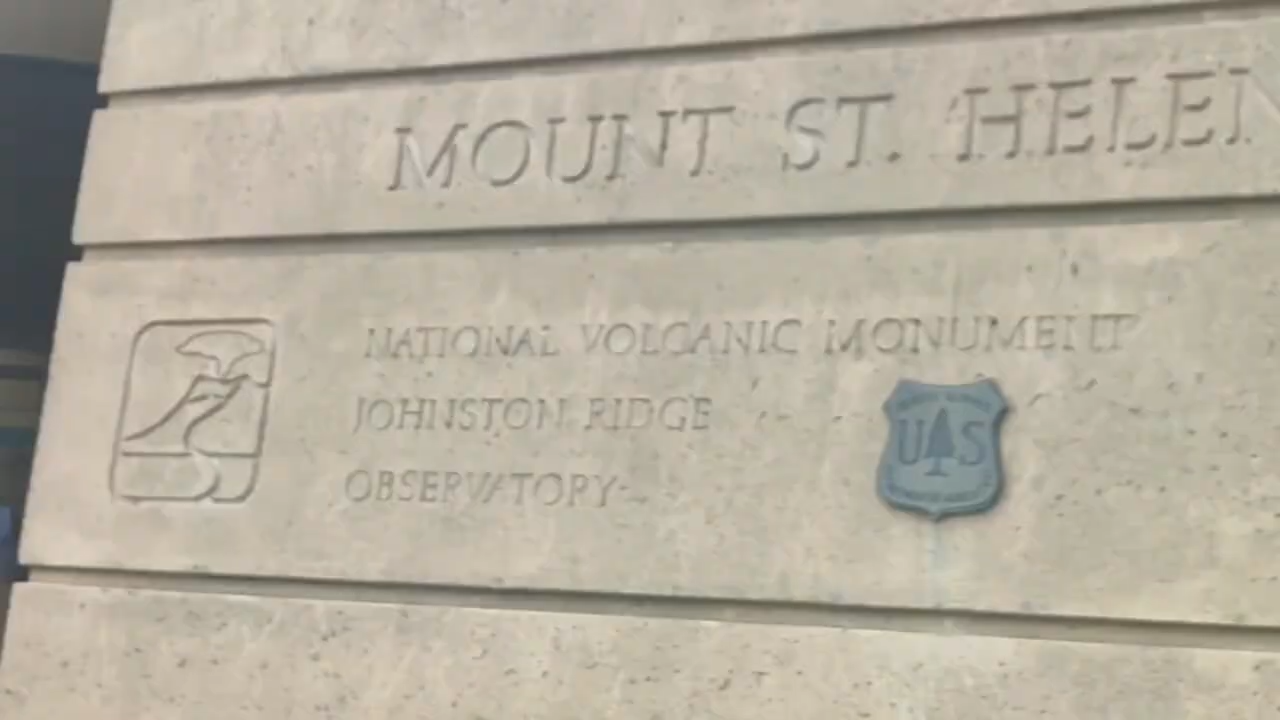 MOUNT ST. HELEN
NATIONAL VOLCANIC MONUMENT
JOHNSTON RIDGE
OBSERVATORY
U S